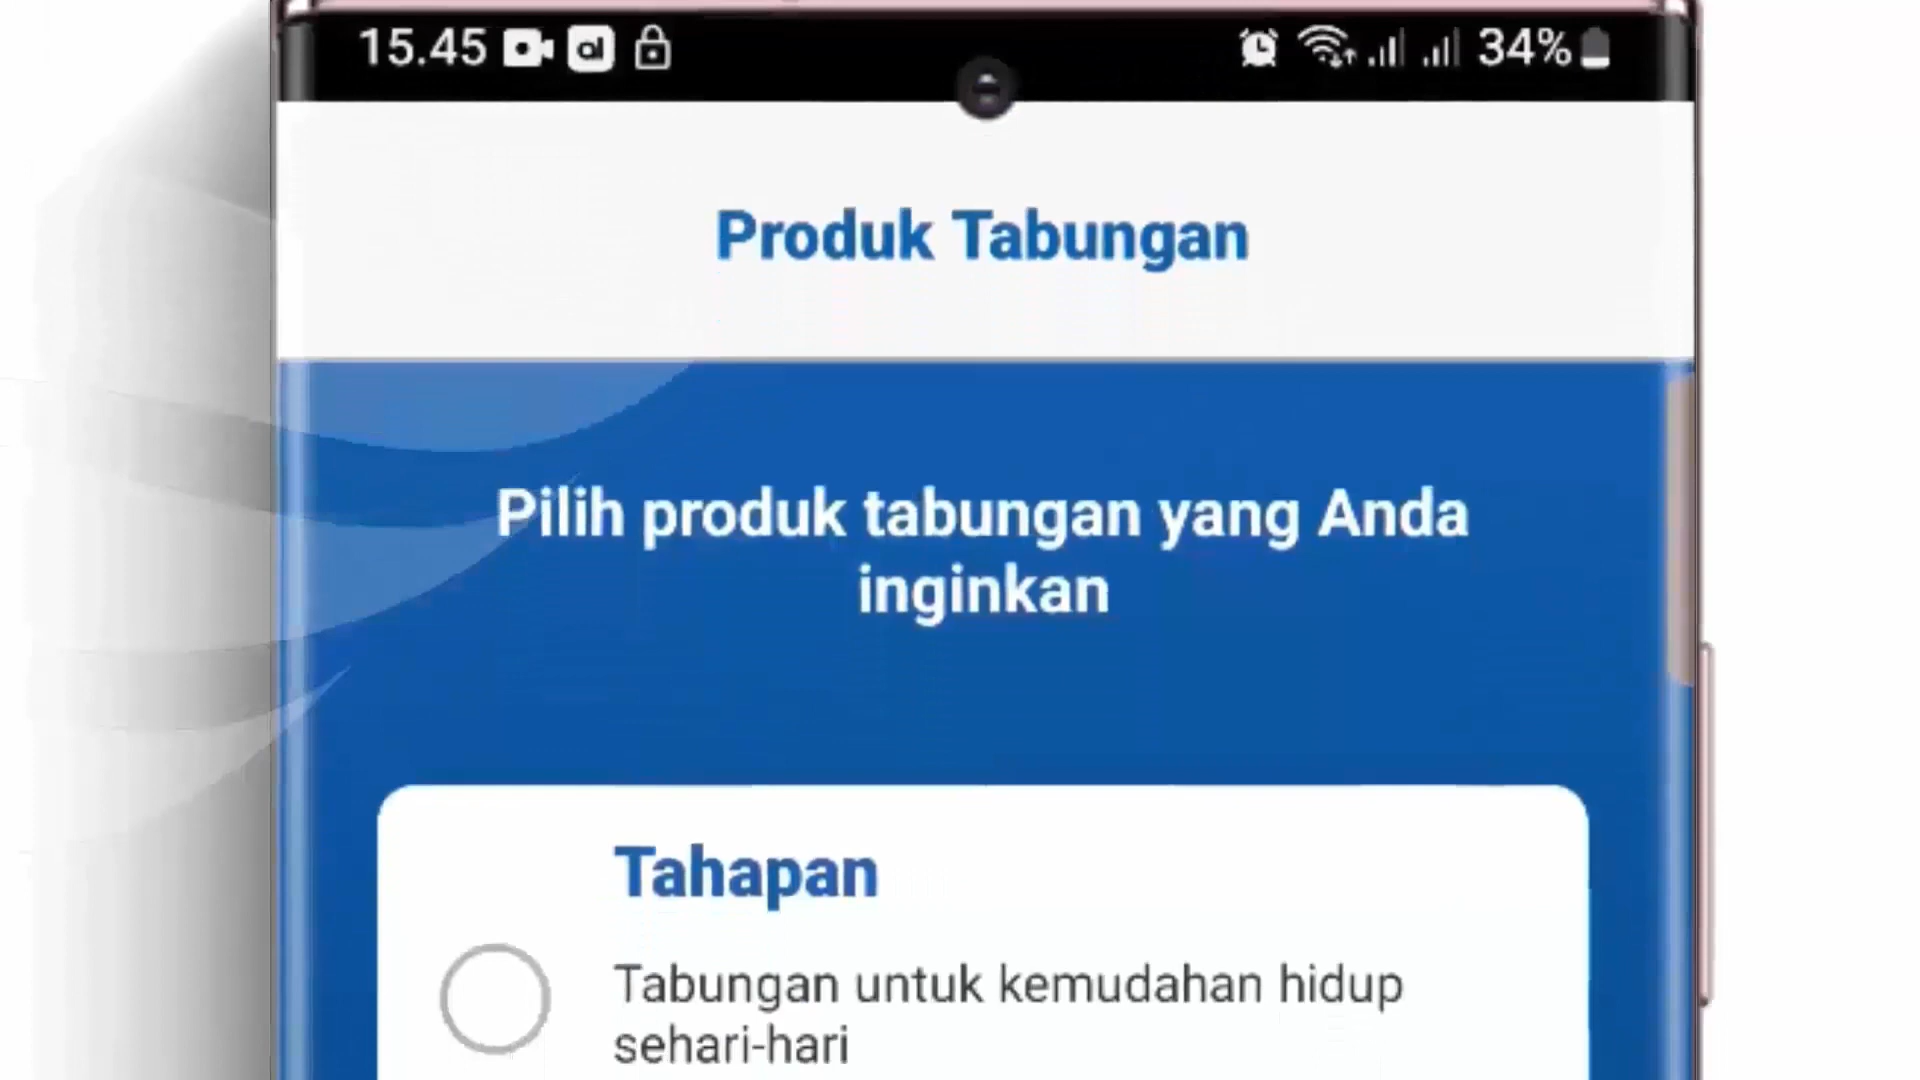 15.45 34%
Produk Tabungan
Pilih produk tabungan yang Anda
inginkan
Tahapan
Tabungan untuk kemudahan hidup
sehari-hari